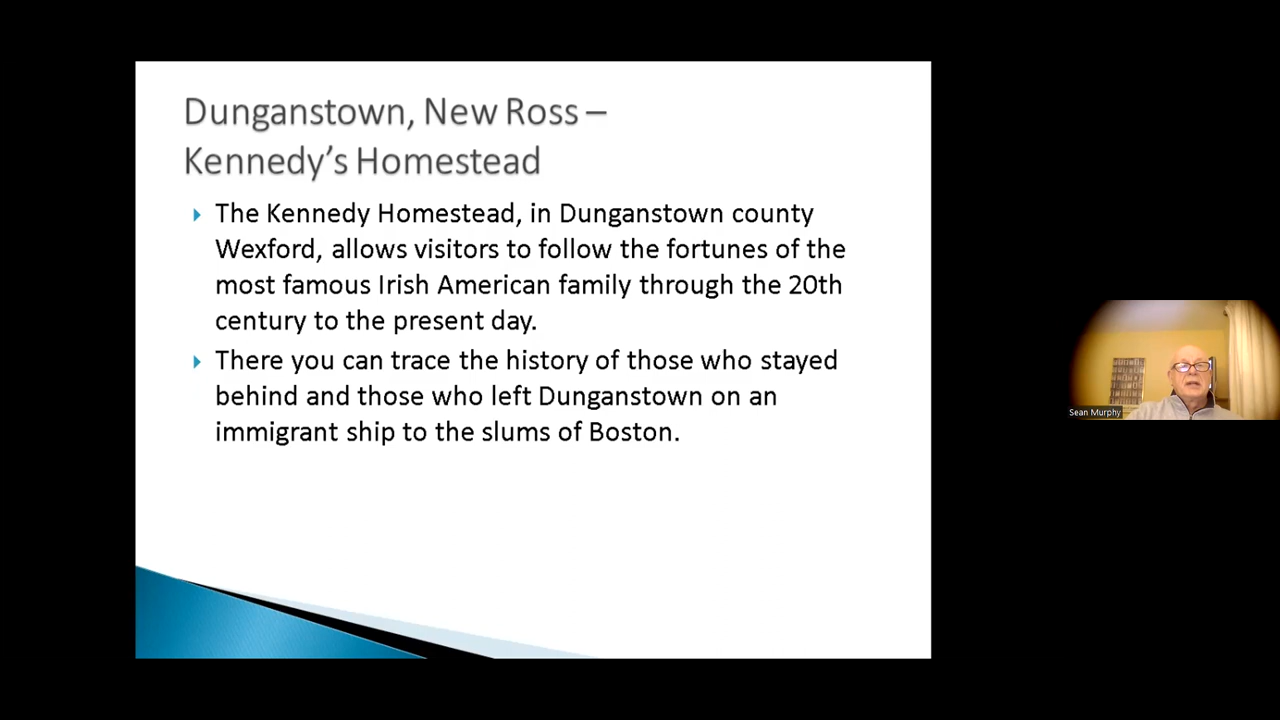 Dunganstown, New Ross –
Kennedy’s Homestead
The Kennedy Homestead, in Dunganstown county
Wexford, allows visitors to follow the fortunes of the
most famous Irish American family through the 20th
century to the present day.
There you can trace the history of those who stayed
behind and those who left Dunganstown on an
immigrant ship to the slums of Boston.
Sean Murphy